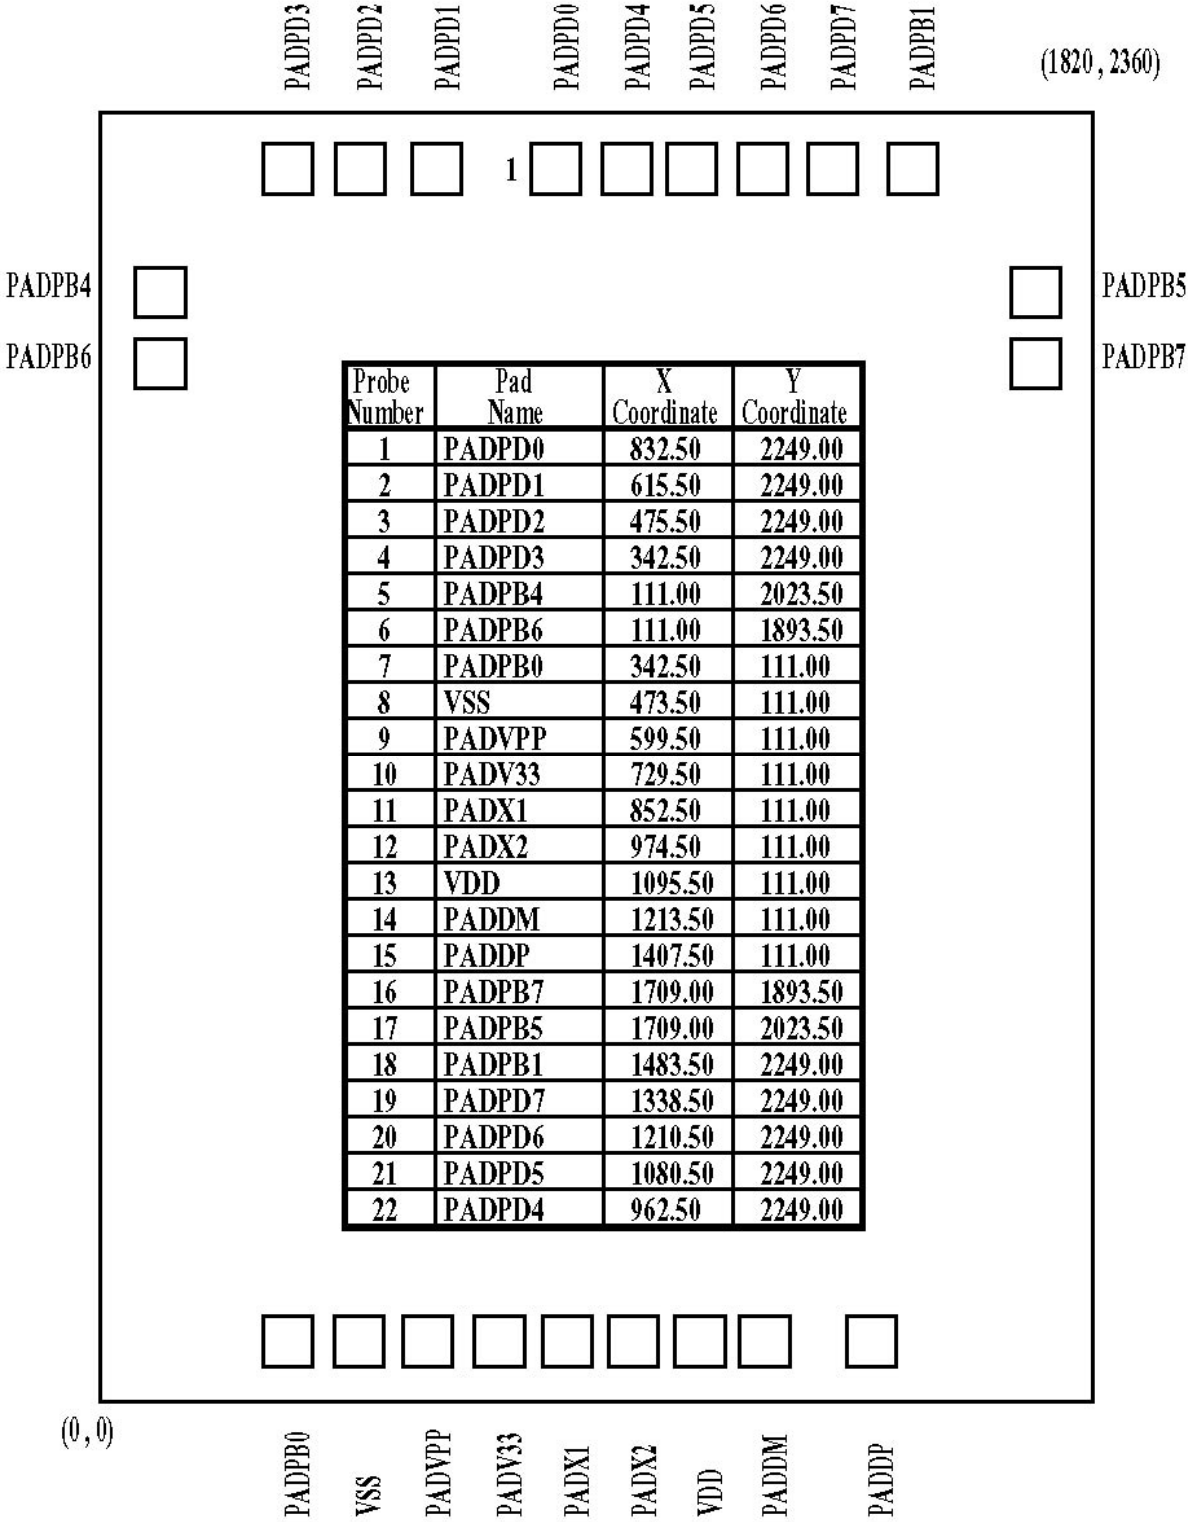 PADPD3 PADPD2 PADPD1 PADPD0 PADPD4 PADPD5 PADPD6 PADPD7 PADPB1
(1820 , 2360)
1
PADPB4 PADPB5
PADPB6 PADPB7
Probe Number Pad Name X Coordinate Y Coordinate
1 PADPD0 832.50 2249.00
2 PADPD1 615.50 2249.00
3 PADPD2 475.50 2249.00
4 PADPD3 342.50 2249.00
5 PADPB4 111.00 2023.50
6 PADPB6 111.00 1893.50
7 PADPB0 342.50 111.00
8 VSS 473.50 111.00
9 PADVPP 599.50 111.00
10 PADV33 729.50 111.00
11 PADX1 852.50 111.00
12 PADX2 974.50 111.00
13 VDD 1095.50 111.00
14 PADDM 1213.50 111.00
15 PADDP 1407.50 111.00
16 PADPB7 1709.00 1893.50
17 PADPB5 1709.00 2023.50
18 PADPB1 1483.50 2249.00
19 PADPD7 1338.50 2249.00
20 PADPD6 1210.50 2249.00
21 PADPD5 1080.50 2249.00
22 PADPD4 962.50 2249.00
(0 , 0)
PADPB0 VSS PADVPP PADV33 PADX1 PADX2 VDD PADDM PADDP